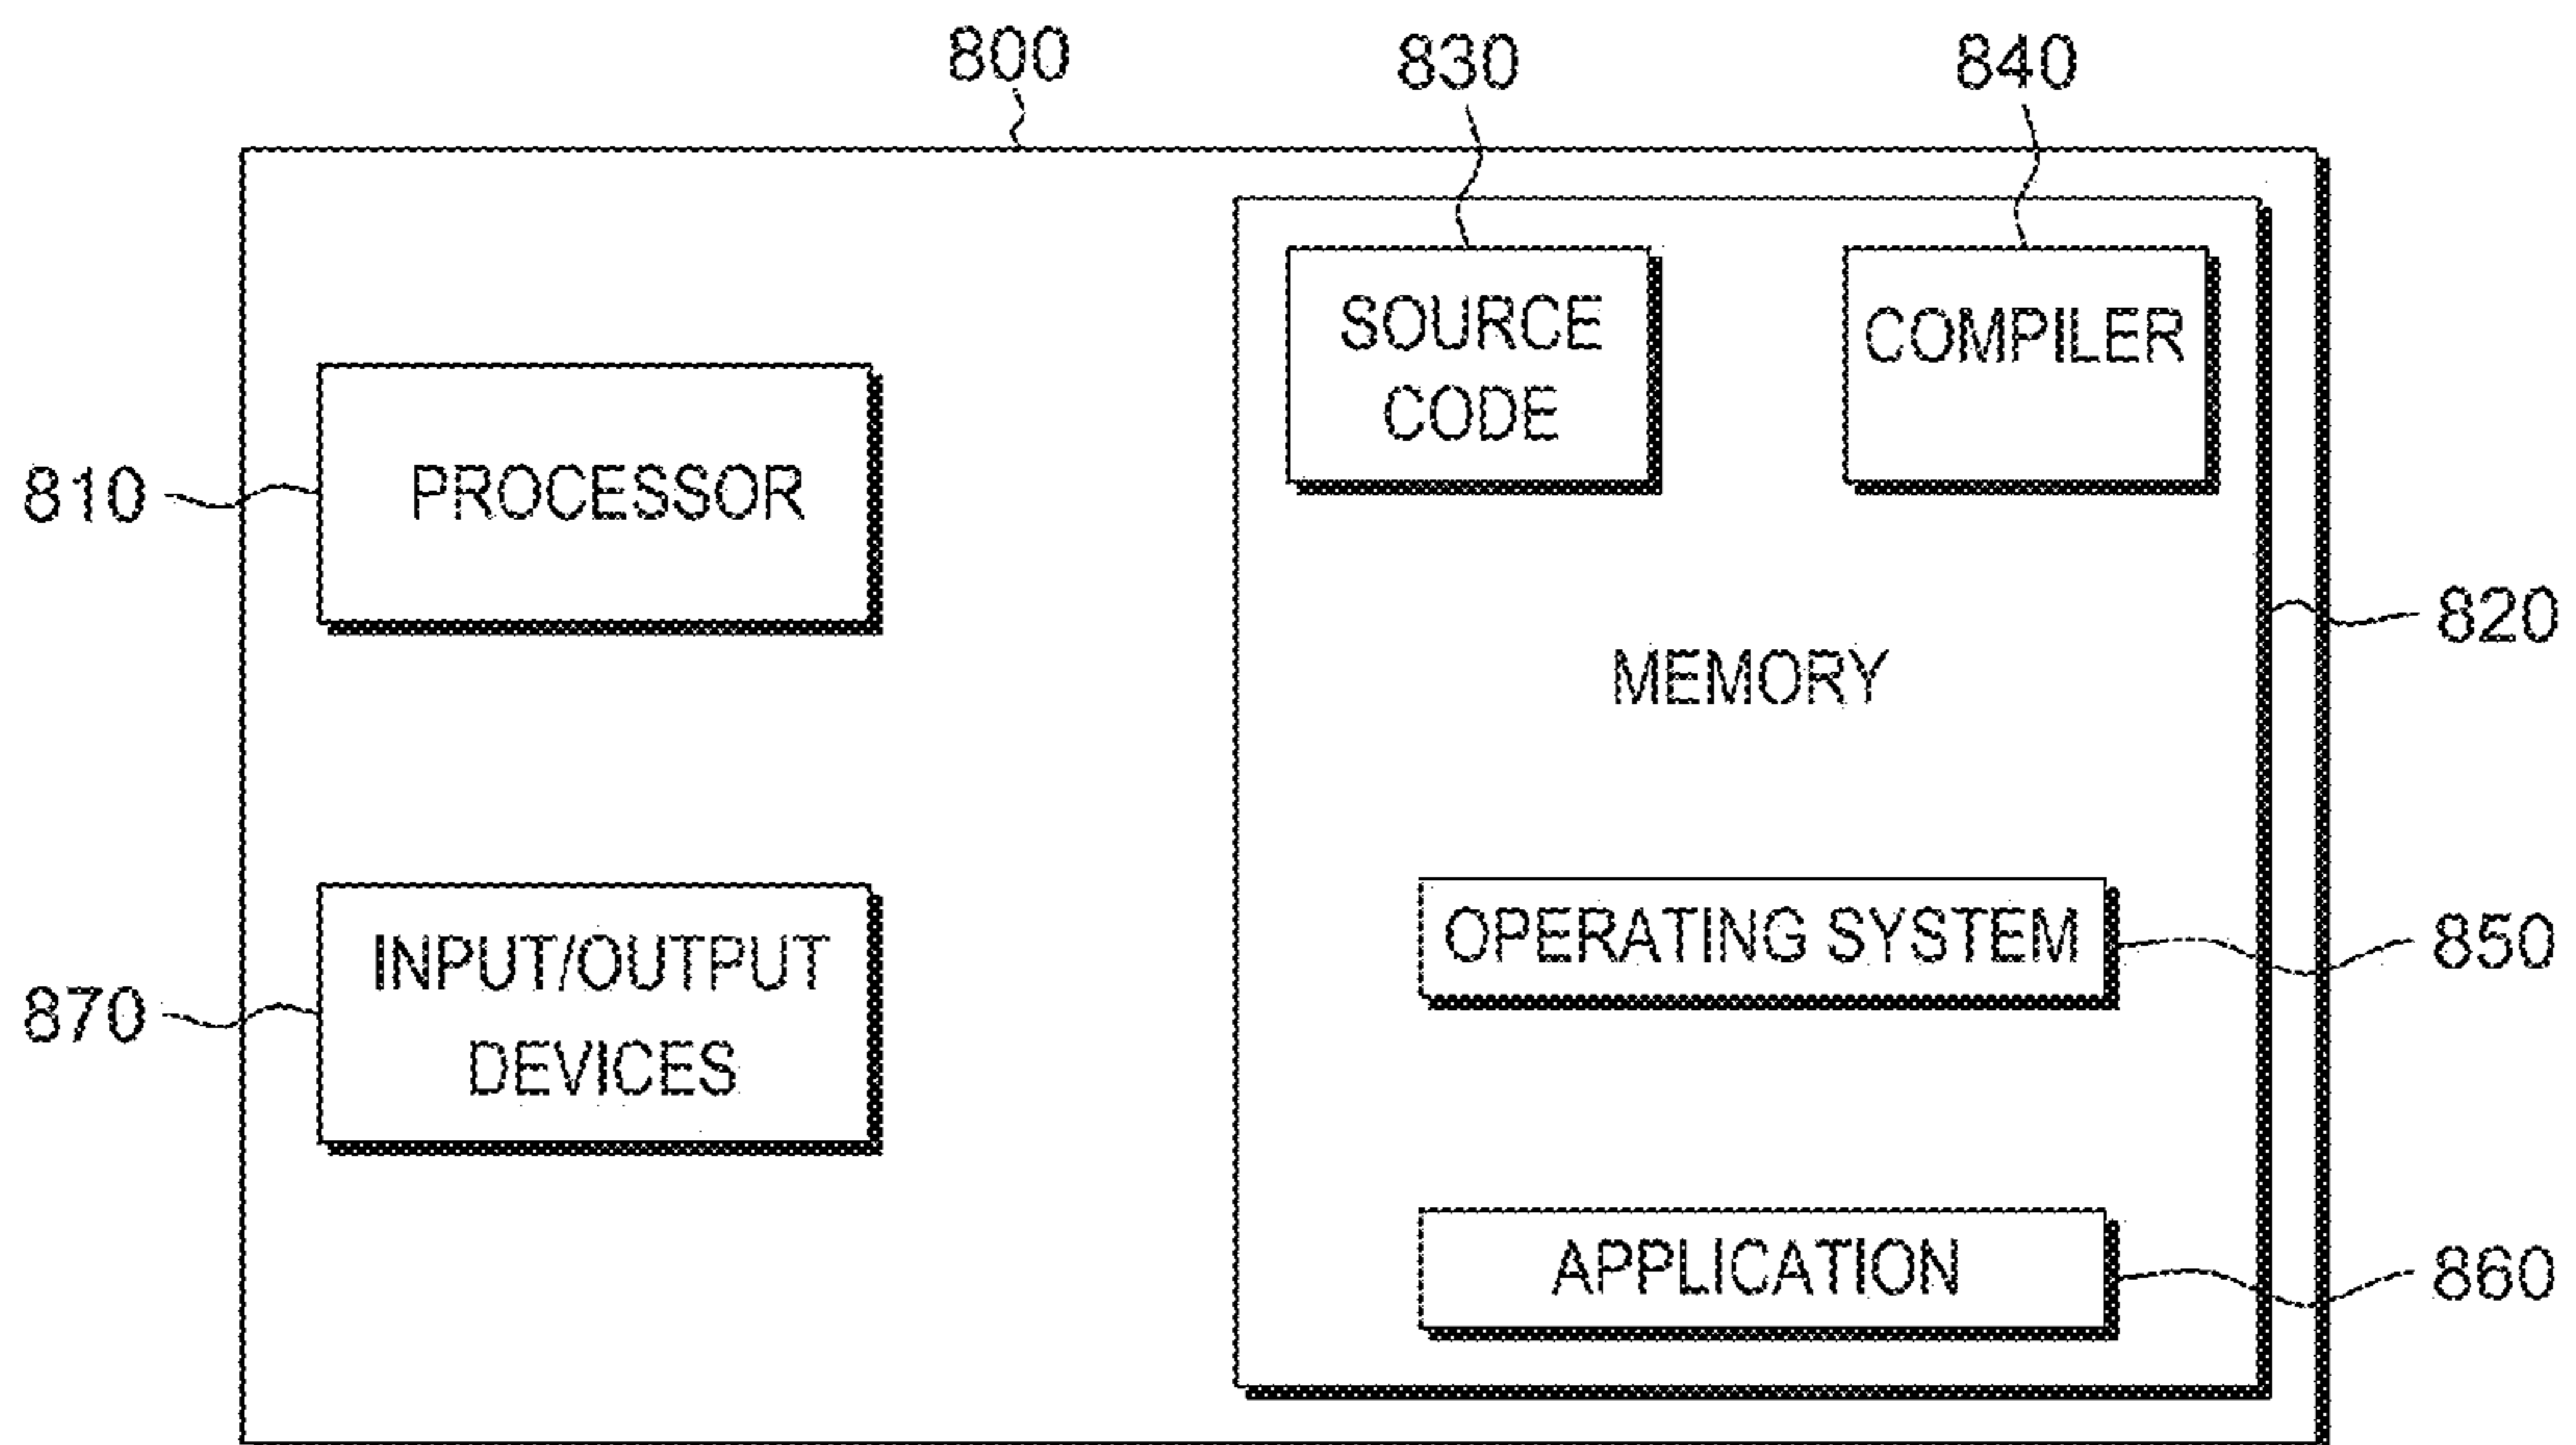 800
830
840
SOURCE
CODE
COMPILER
810
PROCESSOR
820
MEMORY
870
INPUT/OUTPUT
DEVICES
OPERATING SYSTEM
850
APPLICATION
860